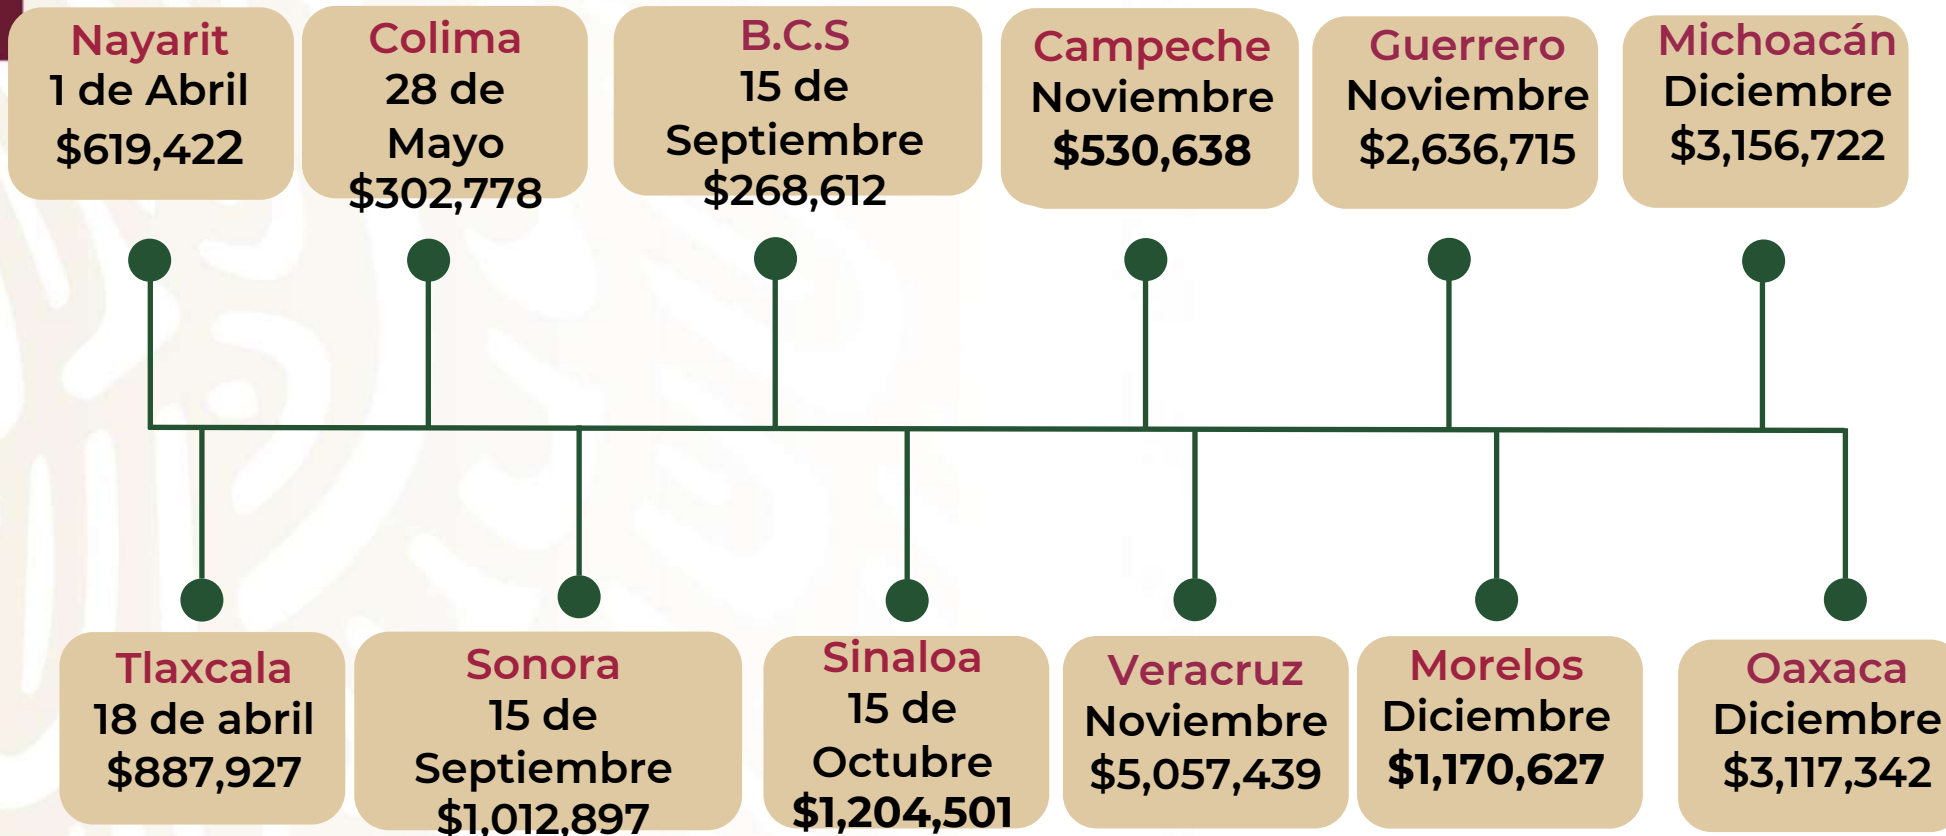 Nayarit
1 de Abril
$619,422
Colima
28 de
Mayo
$302,778
B.C.S
15 de
Septiembre
$268,612
Campeche
Noviembre
$530,638
Guerrero
Noviembre
$2,636,715
Michoacán
Diciembre
$3,156,722
Tlaxcala
18 de abril
$887,927
Sonora
15 de
Septiembre
$1,012,897
Sinaloa
15 de
Octubre
$1,204,501
Veracruz
Noviembre
$5,057,439
Morelos
Diciembre
$1,170,627
Oaxaca
Diciembre
$3,117,342